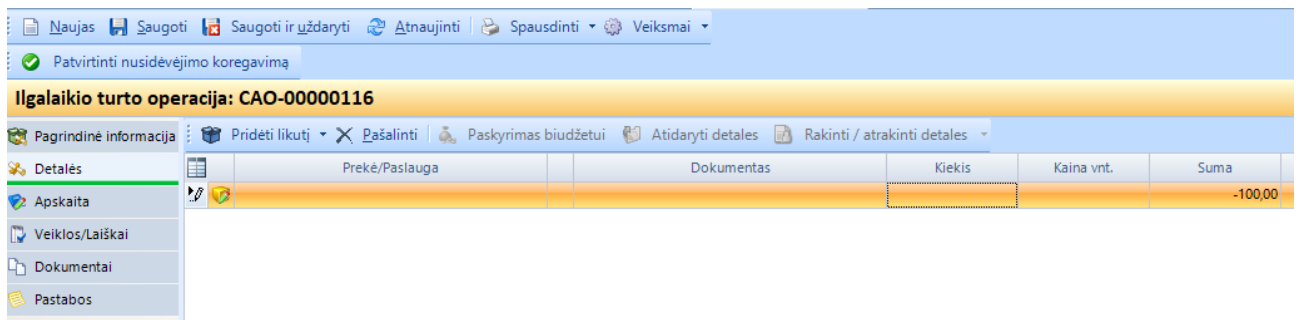 Naujas Saugoti Saugoti ir uždaryti Atnaujinti Spausdinti Veiksmai
Patvirtinti nusidėvėjimo koregavimą
Ilgalaikio turto operacija: CAO-00000116
Pagrindinė informacija Pridėti likutį Pašalinti Paskyrimas biudžetui Atidaryti detales Rakinti / atrakinti detales
Detalės Prekė/Paslauga Dokumentas Kiekis Kaina vnt. Suma
Apskaita -100,00
Veiklos/Laiškai
Dokumentai
Pastabos